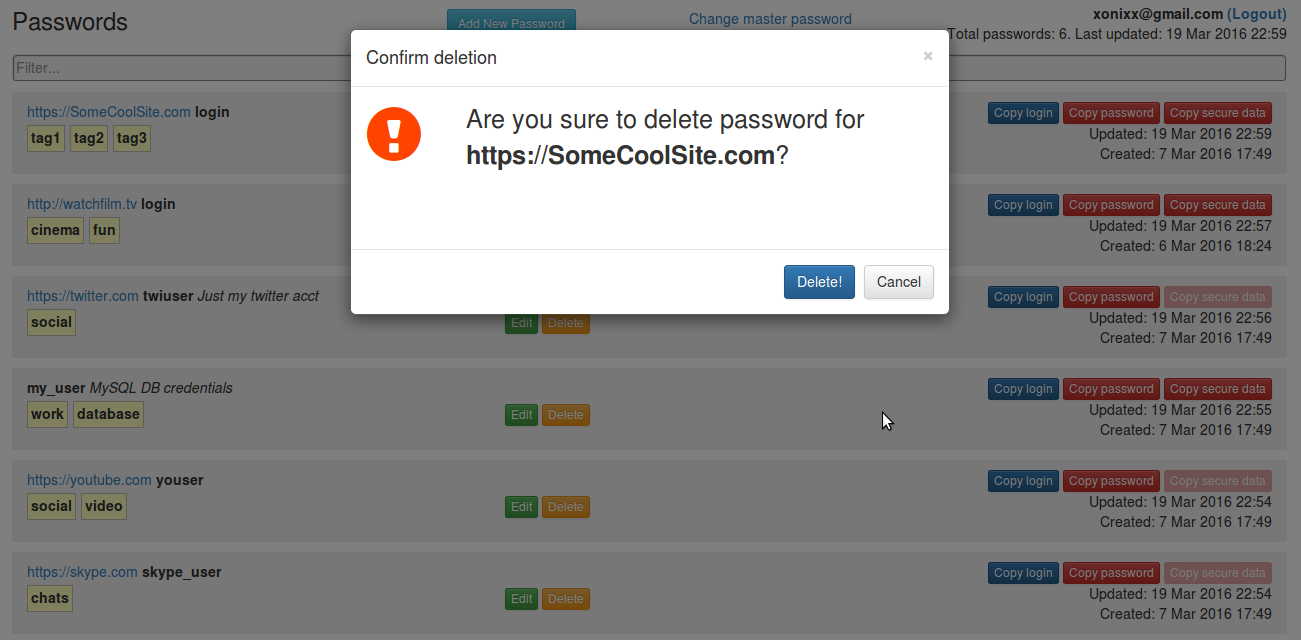 Passwords
Add New Password
Change master password
xonixx@gmail.com (Logout)
Total passwords: 6. Last updated: 19 Mar 2016 22:59
Filter...
Confirm deletion
×
Are you sure to delete password for
https://SomeCoolSite.com?
Delete! Cancel
https://SomeCoolSite.com login
tag1 tag2 tag3
Copy login Copy password Copy secure data
Updated: 19 Mar 2016 22:59
Created: 7 Mar 2016 17:49
http://watchfilm.tv login
cinema fun
Copy login Copy password Copy secure data
Updated: 19 Mar 2016 22:57
Created: 6 Mar 2016 18:24
https://twitter.com twiuser Just my twitter acct
social
Edit Delete
Copy login Copy password Copy secure data
Updated: 19 Mar 2016 22:56
Created: 7 Mar 2016 17:49
my_user MySQL DB credentials
work database
Edit Delete
Copy login Copy password Copy secure data
Updated: 19 Mar 2016 22:55
Created: 7 Mar 2016 17:49
https://youtube.com youser
social video
Edit Delete
Copy login Copy password Copy secure data
Updated: 19 Mar 2016 22:54
Created: 7 Mar 2016 17:49
https://skype.com skype_user
chats
Edit Delete
Copy login Copy password Copy secure data
Updated: 19 Mar 2016 22:54
Created: 7 Mar 2016 17:49